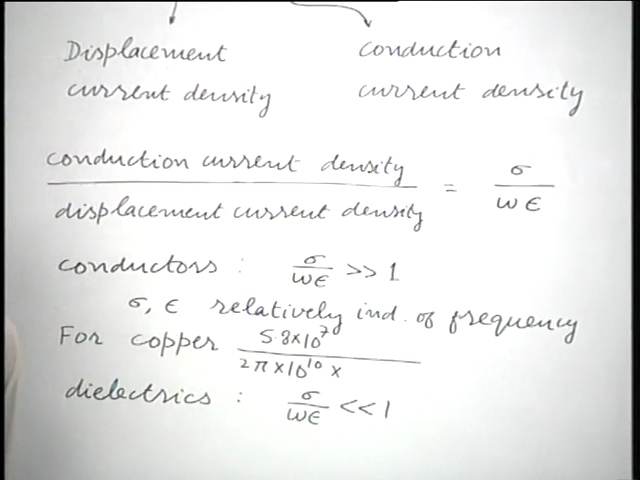 Displacement conduction
current density current density
conduction current density / displacement current density = σ / ωε
conductors : σ/ωε >> 1
σ, ε relatively ind. of frequency
For copper 5.8×10⁷ / 2π×10¹⁰ ×
dielectrics : σ/ωε << 1